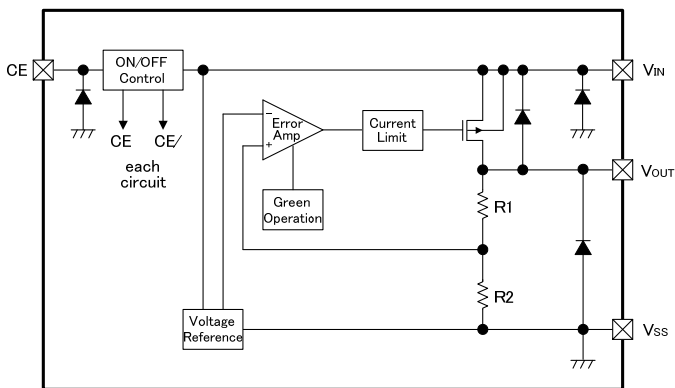 CE
ON/OFF
Control
VIN
CE
CE/
each
circuit
−
Error
Amp
+
Current
Limit
Green
Operation
VOUT
R1
R2
Voltage
Reference
VSS